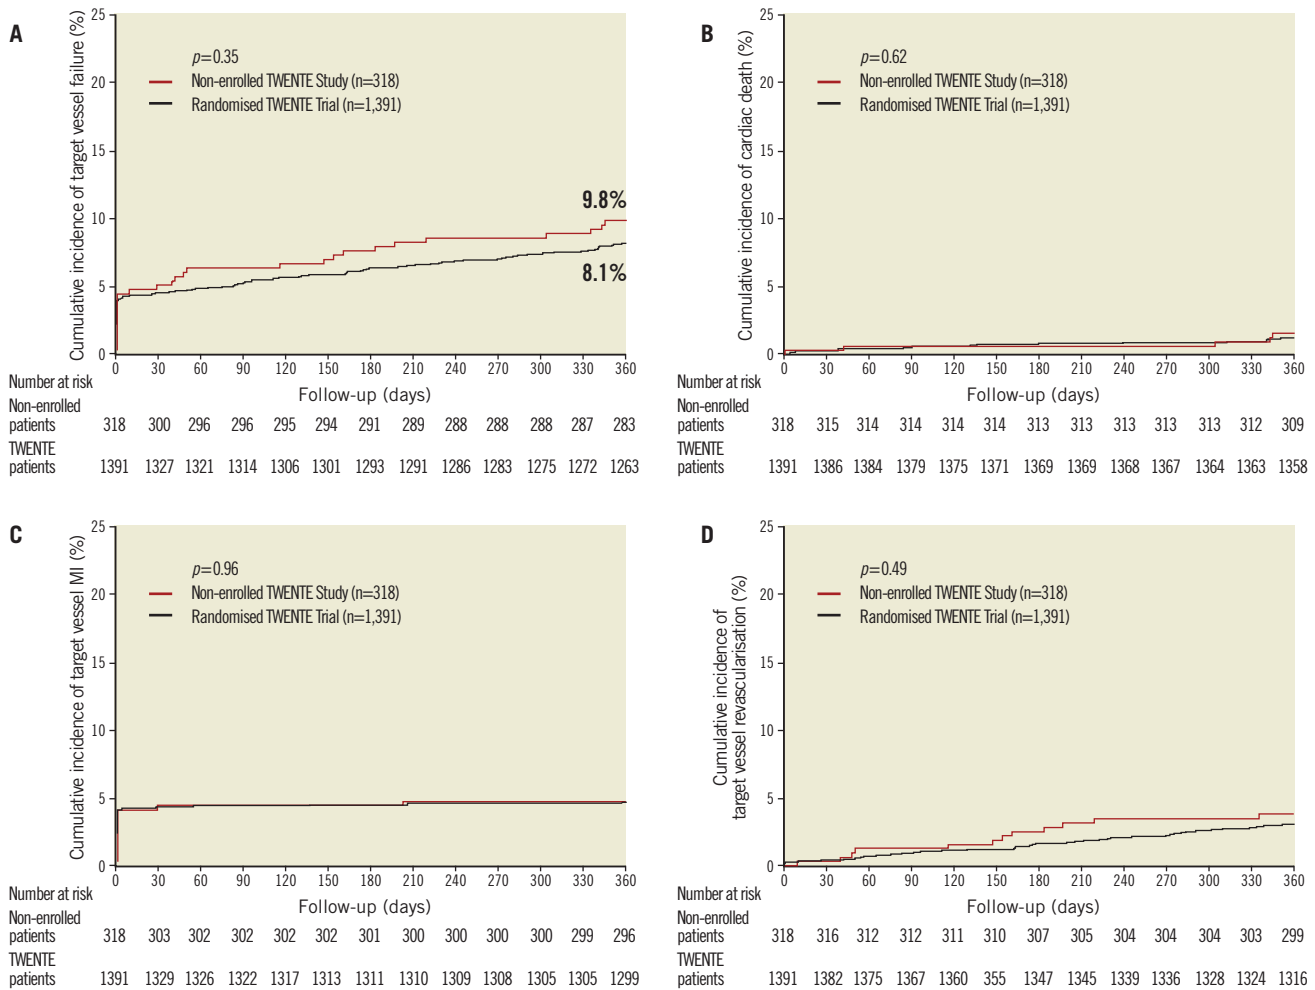 A
Cumulative incidence of target vessel failure (%)
25
20
15
10
5
0
p=0.35
Non-enrolled TWENTE Study (n=318)
Randomised TWENTE Trial (n=1,391)
9.8%
8.1%
0 30 60 90 120 150 180 210 240 270 300 330 360
Follow-up (days)
Number at risk
Non-enrolled
patients 318 300 296 296 295 294 291 289 288 288 288 287 283
TWENTE
patients 1391 1327 1321 1314 1306 1301 1293 1291 1286 1283 1275 1272 1263
B
Cumulative incidence of cardiac death (%)
25
20
15
10
5
0
p=0.62
Non-enrolled TWENTE Study (n=318)
Randomised TWENTE Trial (n=1,391)
0 30 60 90 120 150 180 210 240 270 300 330 360
Follow-up (days)
Number at risk
Non-enrolled
patients 318 315 314 314 314 314 313 313 313 313 313 312 309
TWENTE
patients 1391 1386 1384 1379 1375 1371 1369 1369 1368 1367 1364 1363 1358
C
Cumulative incidence of target vessel MI (%)
25
20
15
10
5
0
p=0.96
Non-enrolled TWENTE Study (n=318)
Randomised TWENTE Trial (n=1,391)
0 30 60 90 120 150 180 210 240 270 300 330 360
Follow-up (days)
Number at risk
Non-enrolled
patients 318 303 302 302 302 302 301 300 300 300 300 299 296
TWENTE
patients 1391 1329 1326 1322 1317 1313 1311 1310 1309 1308 1305 1305 1299
D
Cumulative incidence of
target vessel revascularisation (%)
25
20
15
10
5
0
p=0.49
Non-enrolled TWENTE Study (n=318)
Randomised TWENTE Trial (n=1,391)
0 30 60 90 120 150 180 210 240 270 300 330 360
Follow-up (days)
Number at risk
Non-enrolled
patients 318 316 312 312 311 310 307 305 304 304 304 303 299
TWENTE
patients 1391 1382 1375 1367 1360 355 1347 1345 1339 1336 1328 1324 1316